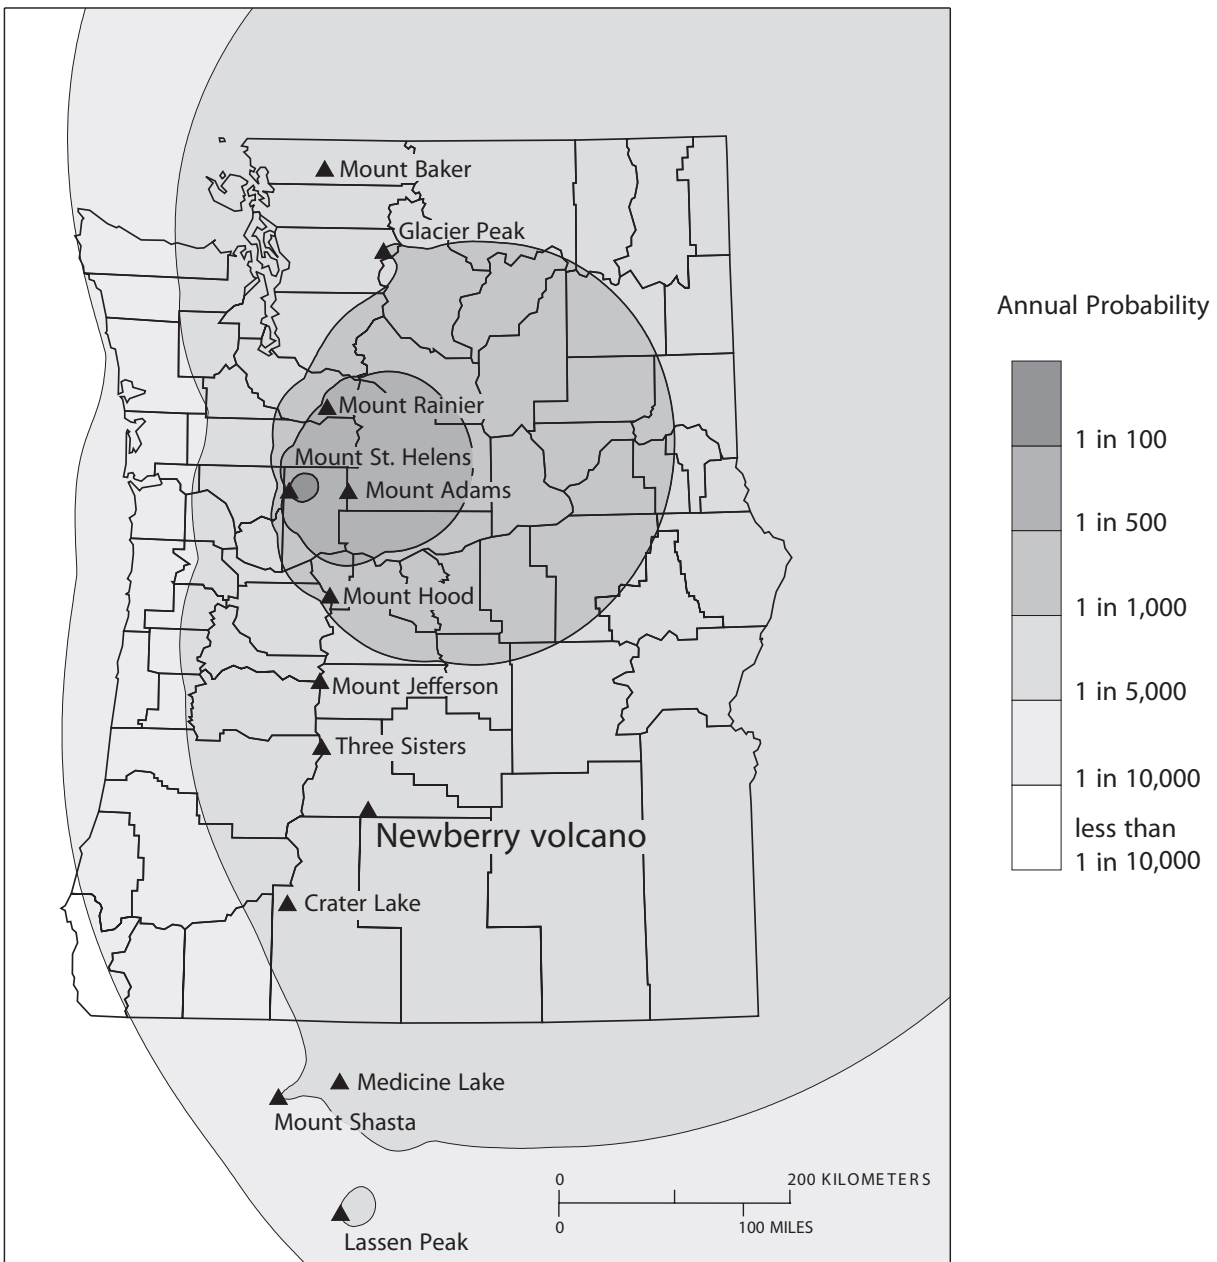 Mount Baker
Glacier Peak
Annual Probability
Mount Rainier
1 in 100
Mount St. Helens
Mount Adams
1 in 500
Mount Hood
1 in 1,000
Mount Jefferson
1 in 5,000
Three Sisters
1 in 10,000
Newberry volcano
less than
1 in 10,000
Crater Lake
Medicine Lake
Mount Shasta
0 200 KILOMETERS
0 100 MILES
Lassen Peak